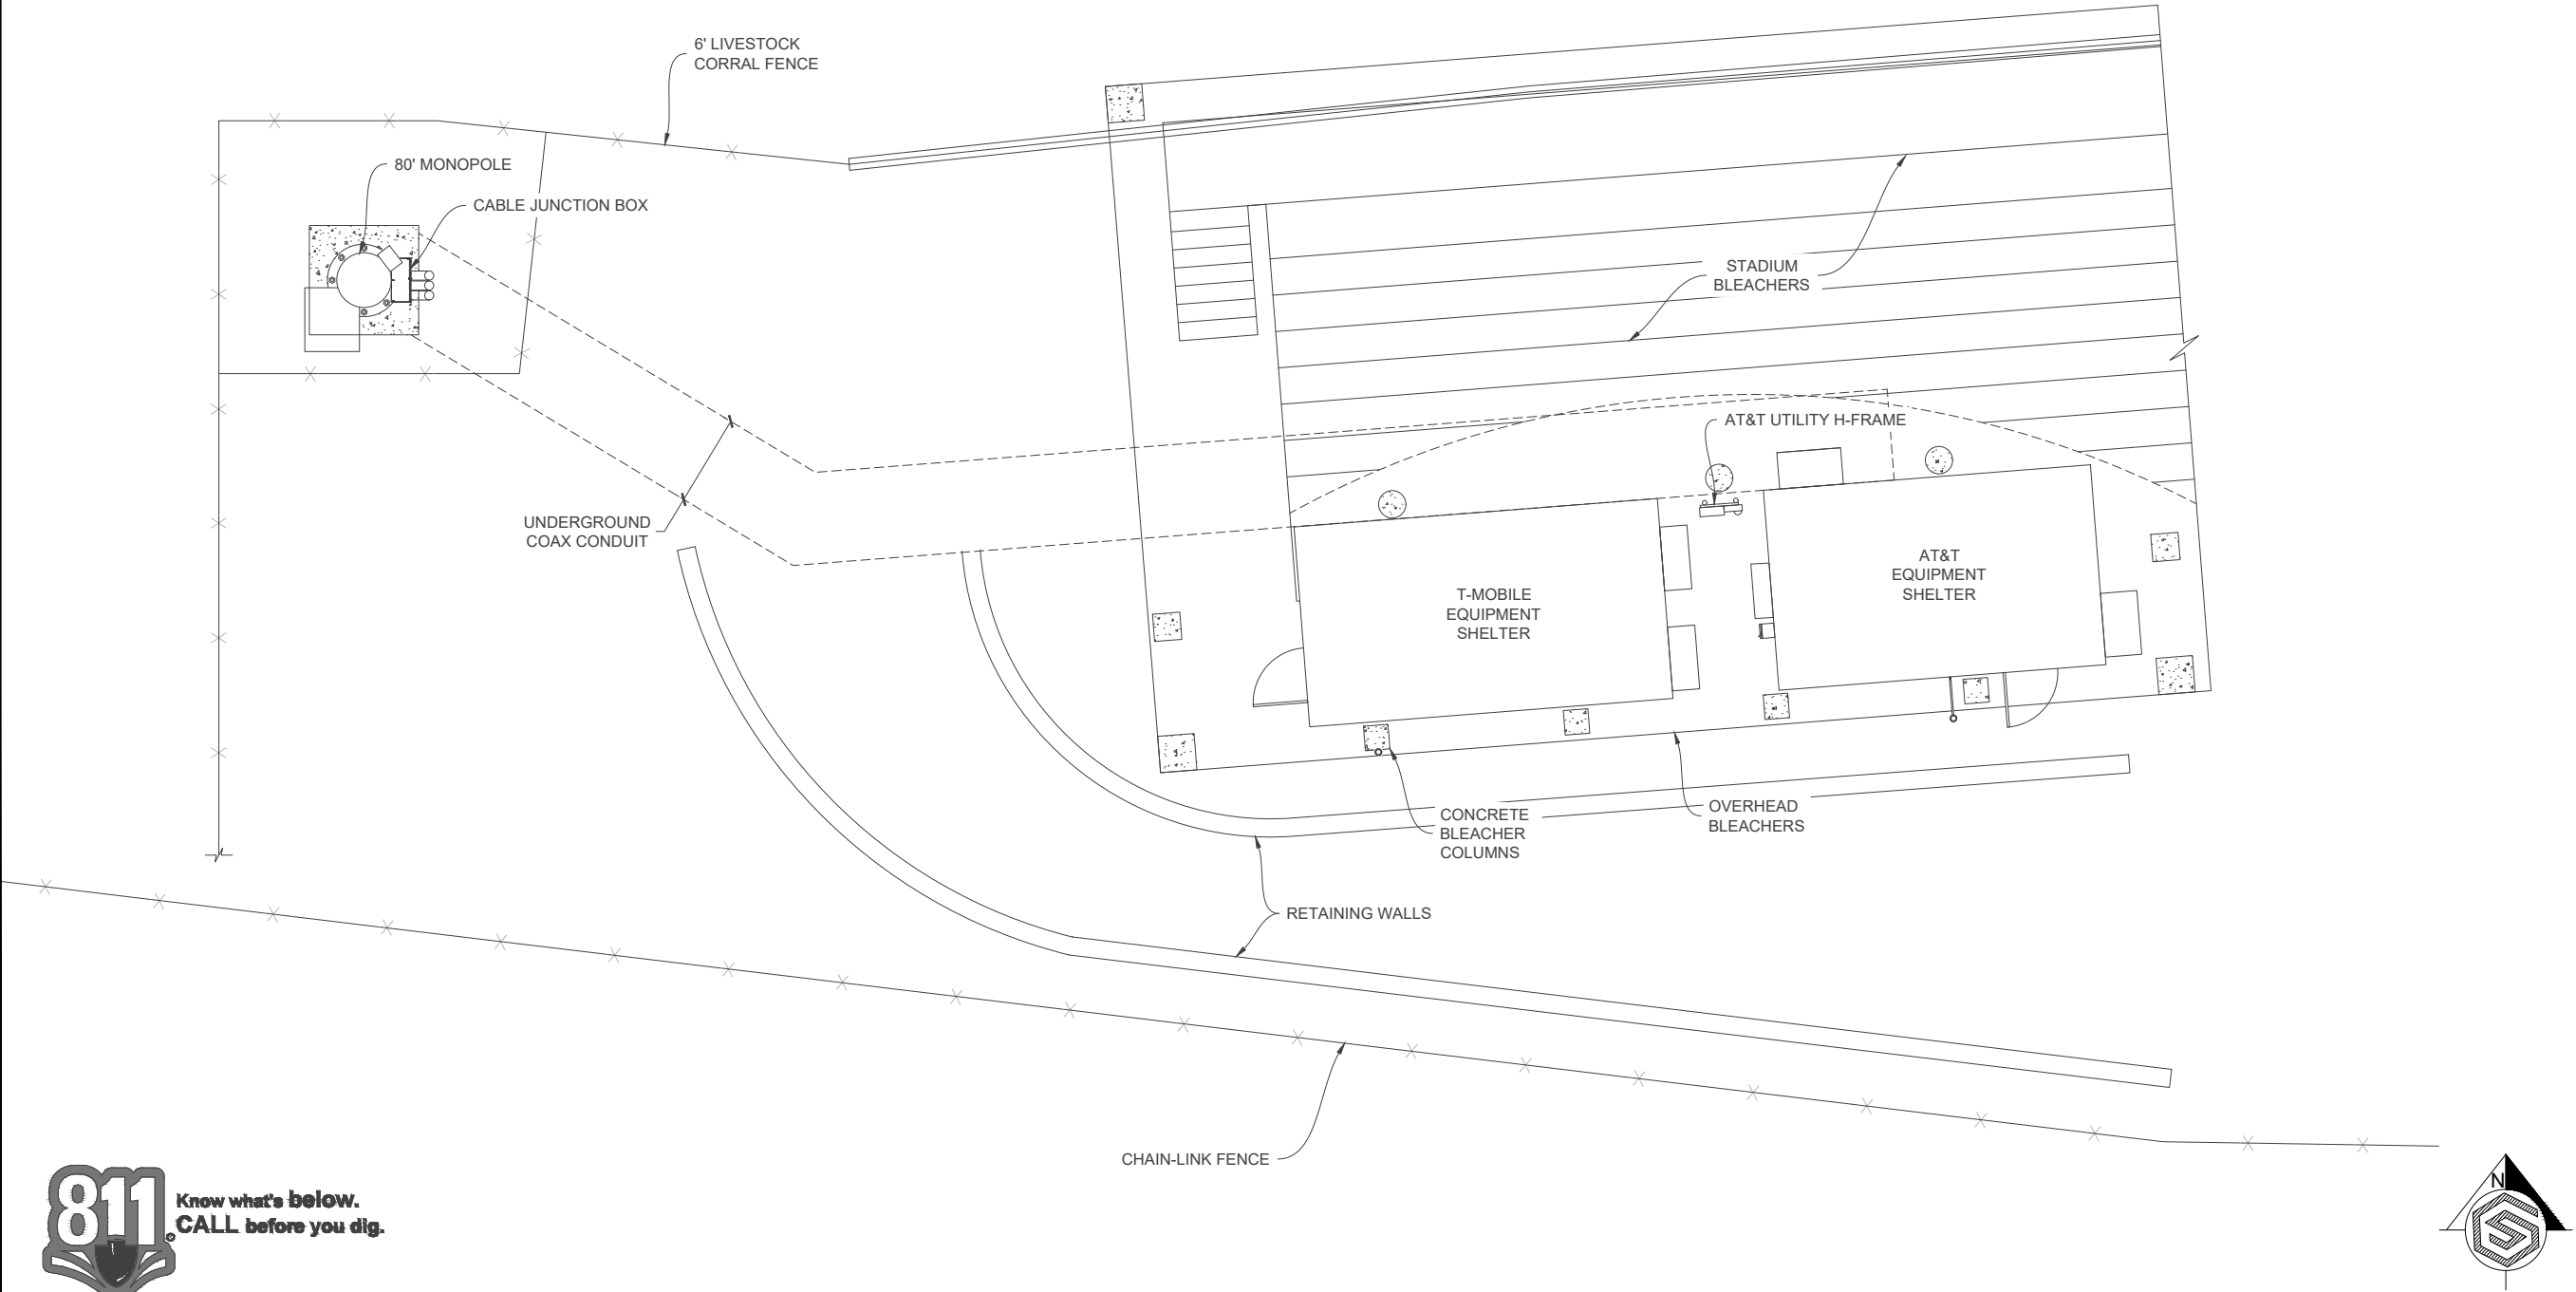 6' LIVESTOCK
CORRAL FENCE
80' MONOPOLE
CABLE JUNCTION BOX
STADIUM
BLEACHERS
AT&T UTILITY H-FRAME
UNDERGROUND
COAX CONDUIT
T-MOBILE
EQUIPMENT
SHELTER
AT&T
EQUIPMENT
SHELTER
CONCRETE
BLEACHER
COLUMNS
OVERHEAD
BLEACHERS
RETAINING WALLS
CHAIN-LINK FENCE
811
Know what's below.
CALL before you dig.
N